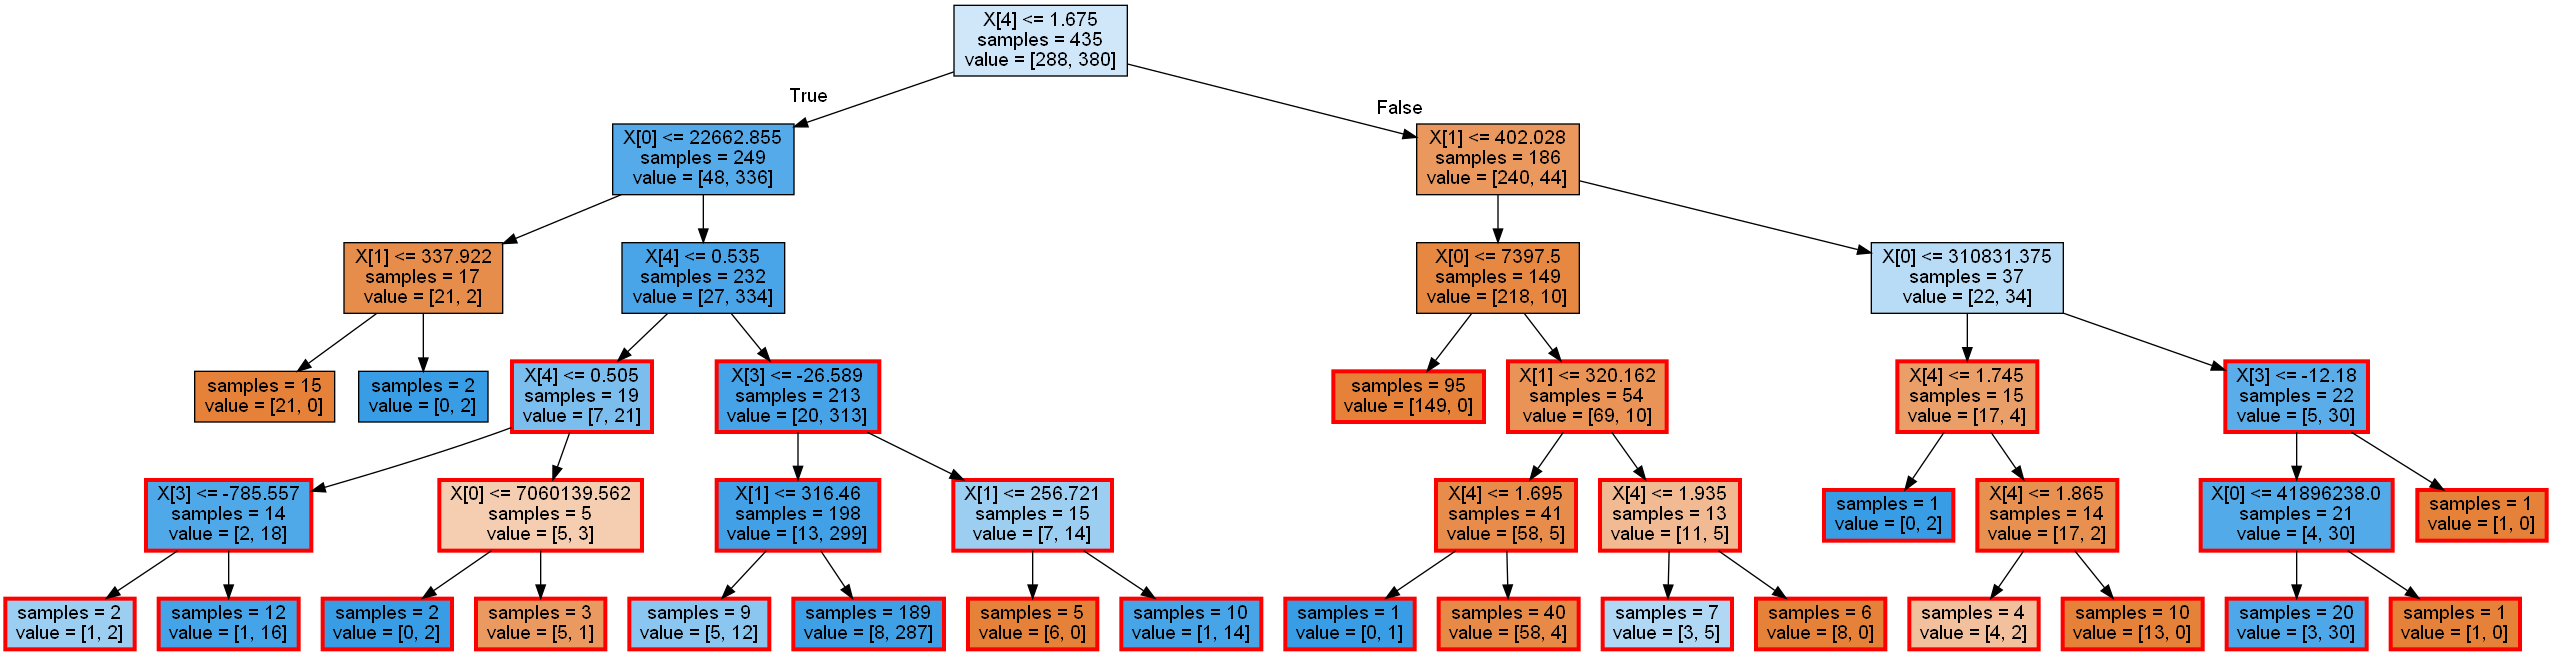 X[4] <= 1.675
samples = 435
value = [288, 380]
True
False
X[0] <= 22662.855
samples = 249
value = [48, 336]
X[1] <= 402.028
samples = 186
value = [240, 44]
X[1] <= 337.922
samples = 17
value = [21, 2]
X[4] <= 0.535
samples = 232
value = [27, 334]
X[0] <= 7397.5
samples = 149
value = [218, 10]
X[0] <= 310831.375
samples = 37
value = [22, 34]
samples = 15
value = [21, 0]
samples = 2
value = [0, 2]
X[4] <= 0.505
samples = 19
value = [7, 21]
X[3] <= -26.589
samples = 213
value = [20, 313]
samples = 95
value = [149, 0]
X[1] <= 320.162
samples = 54
value = [69, 10]
X[4] <= 1.745
samples = 15
value = [17, 4]
X[3] <= -12.18
samples = 22
value = [5, 30]
X[3] <= -785.557
samples = 14
value = [2, 18]
X[0] <= 7060139.562
samples = 5
value = [5, 3]
X[1] <= 316.46
samples = 198
value = [13, 299]
X[1] <= 256.721
samples = 15
value = [7, 14]
X[4] <= 1.695
samples = 41
value = [58, 5]
X[4] <= 1.935
samples = 13
value = [11, 5]
samples = 1
value = [0, 2]
X[4] <= 1.865
samples = 14
value = [17, 2]
X[0] <= 41896238.0
samples = 21
value = [4, 30]
samples = 1
value = [1, 0]
samples = 2
value = [1, 2]
samples = 12
value = [1, 16]
samples = 2
value = [0, 2]
samples = 3
value = [5, 1]
samples = 9
value = [5, 12]
samples = 189
value = [8, 287]
samples = 5
value = [6, 0]
samples = 10
value = [1, 14]
samples = 1
value = [0, 1]
samples = 40
value = [58, 4]
samples = 7
value = [3, 5]
samples = 6
value = [8, 0]
samples = 4
value = [4, 2]
samples = 10
value = [13, 0]
samples = 20
value = [3, 30]
samples = 1
value = [1, 0]